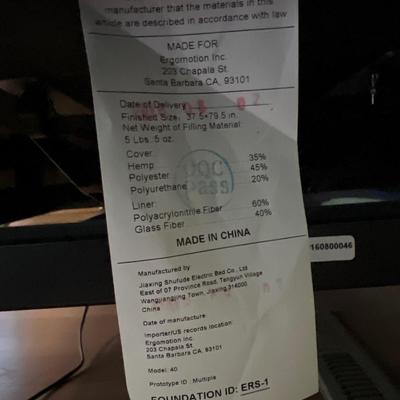 manufacturer that the materials in this
article are described in accordance with law
MADE FOR
Ergomotion Inc.
203 Chapala St.
Santa Barbara CA, 93101
Date of Delivery
Finished Size: 37.5*79.5 in.
Net Weight of Filling Material:
5 Lbs. 5 oz.
Cover:
Hemp 35%
Polyester 45%
Polyurethane 20%
Liner:
Polyacrylonitrile Fiber 60%
Glass Fiber 40%
QC
Pass
MADE IN CHINA
160800046
Manufactured by
Jiaxing Shufude Electric Bed Co., Ltd
East of 07 Province Road, Tengyun Village
Wangjiangjing Town, Jiaxing 314000
China
Date of manufacture:
Importer/US records location:
Ergomotion Inc.
203 Chapala St.
Santa Barbara CA. 93101
Model: 40
Prototype ID : Multiple
FOUNDATION ID: ERS-1